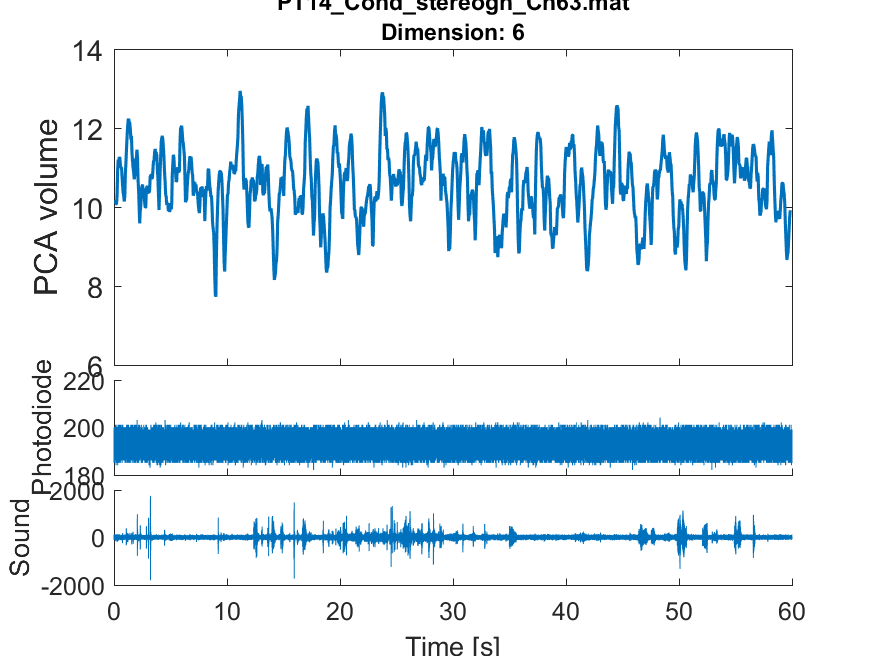 PT14_Cond_stereogn_Ch63.mat
Dimension: 6
14
12
10
8
6
PCA volume
220
200
180
Photodiode
2000
0
-2000
Sound
0 10 20 30 40 50 60
Time [s]